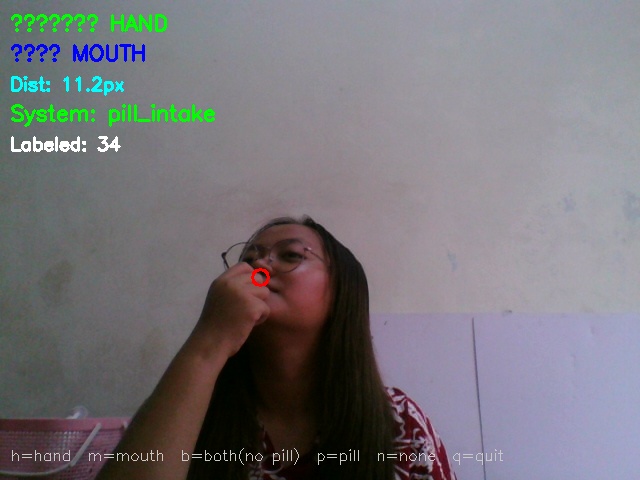 ??????? HAND
???? MOUTH
Dist: 11.2px
System: pill_intake
Labeled: 34
h=hand m=mouth b=both(no pill) p=pill n=none q=quit